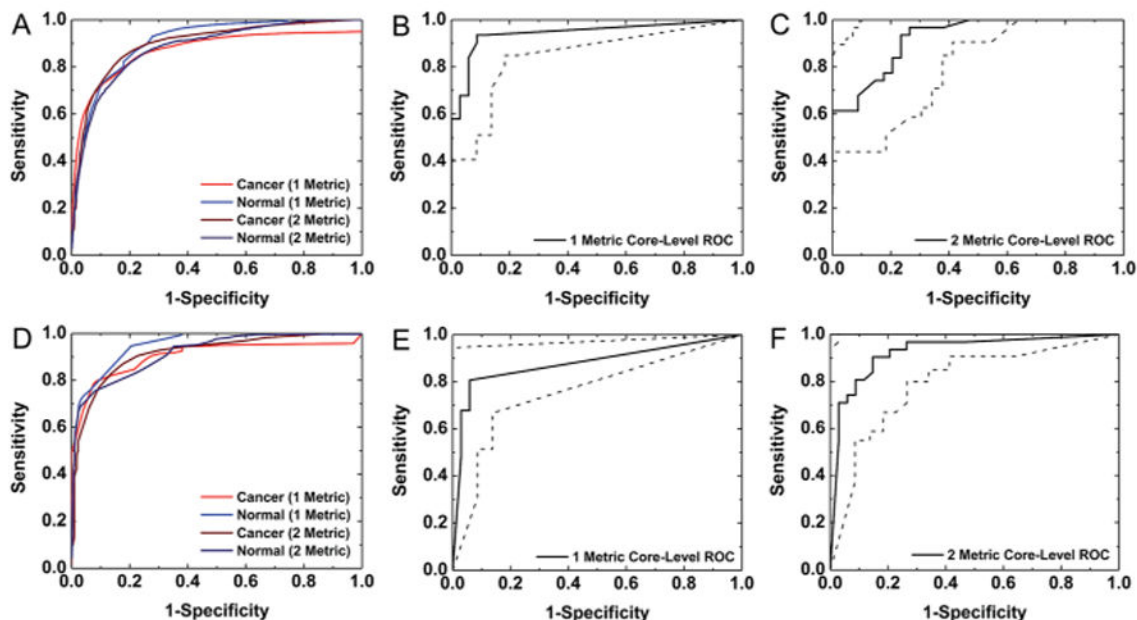 A
Sensitivity
1.0
0.8
0.6
0.4
0.2
0.0
0.0 0.2 0.4 0.6 0.8 1.0
1-Specificity
Cancer (1 Metric)
Normal (1 Metric)
Cancer (2 Metric)
Normal (2 Metric)
B
Sensitivity
1.0
0.8
0.6
0.4
0.2
0.0
0.0 0.2 0.4 0.6 0.8 1.0
1-Specificity
1 Metric Core-Level ROC
C
Sensitivity
1.0
0.8
0.6
0.4
0.2
0.0
0.0 0.2 0.4 0.6 0.8 1.0
1-Specificity
2 Metric Core-Level ROC
D
Sensitivity
1.0
0.8
0.6
0.4
0.2
0.0
0.0 0.2 0.4 0.6 0.8 1.0
1-Specificity
Cancer (1 Metric)
Normal (1 Metric)
Cancer (2 Metric)
Normal (2 Metric)
E
Sensitivity
1.0
0.8
0.6
0.4
0.2
0.0
0.0 0.2 0.4 0.6 0.8 1.0
1-Specificity
1 Metric Core-Level ROC
F
Sensitivity
1.0
0.8
0.6
0.4
0.2
0.0
0.0 0.2 0.4 0.6 0.8 1.0
1-Specificity
2 Metric Core-Level ROC